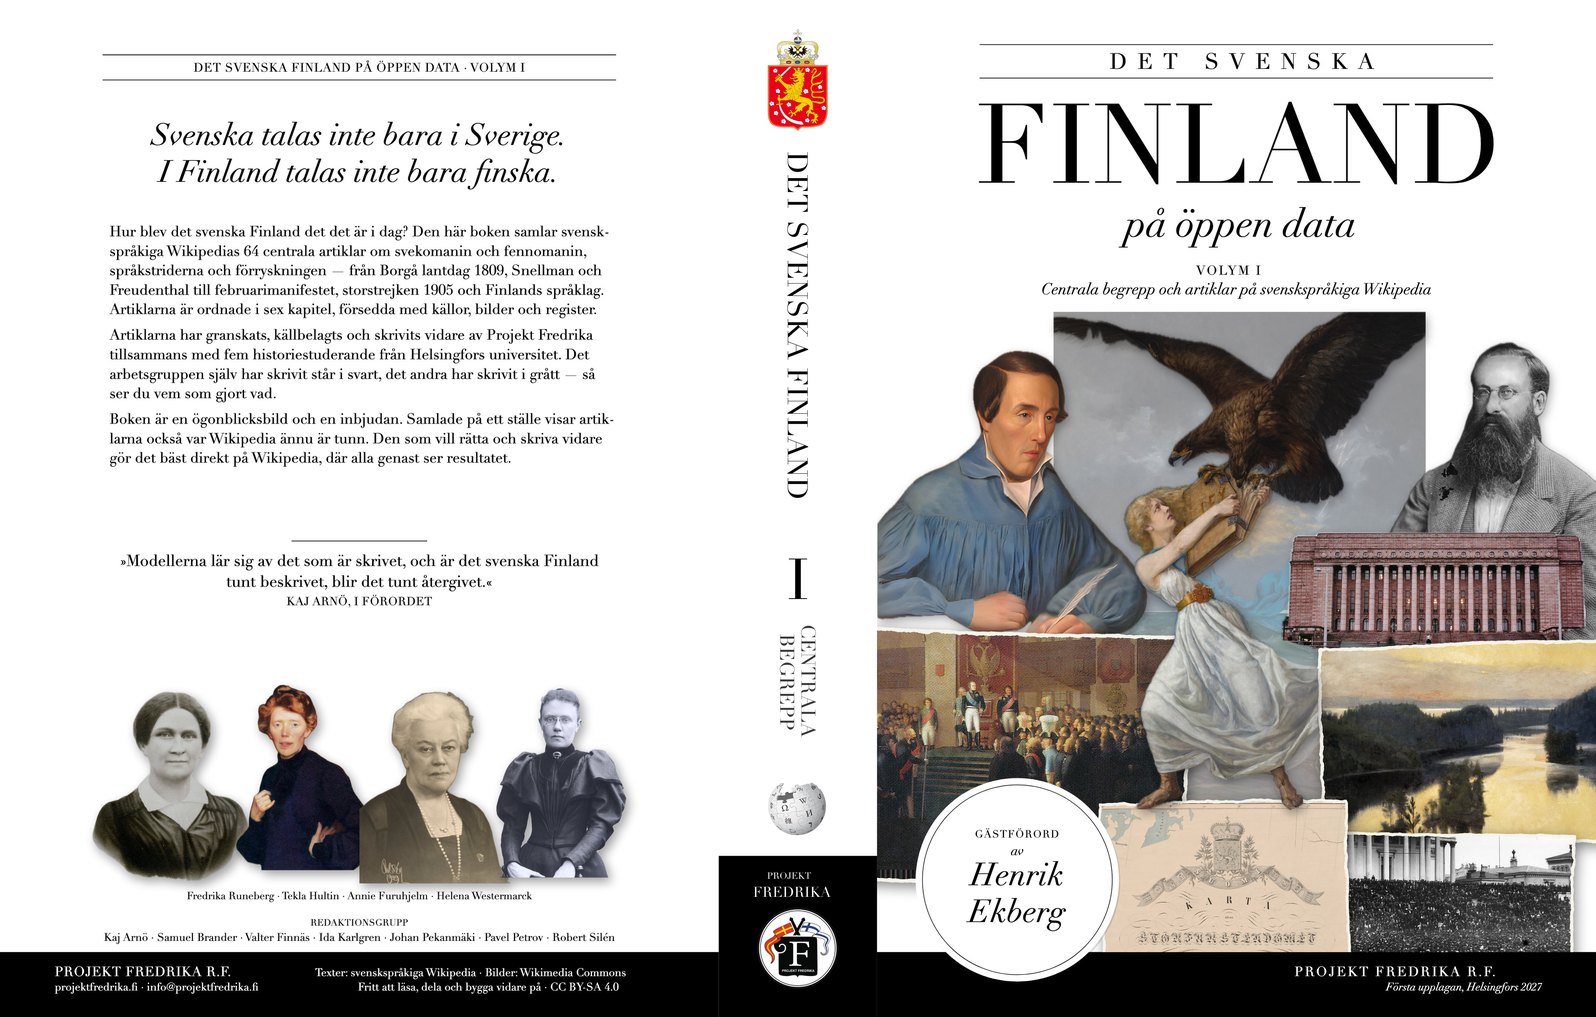 DET SVENSKA FINLAND PÅ ÖPPEN DATA · VOLYM I
Svenska talas inte bara i Sverige.
I Finland talas inte bara finska.
Hur blev det svenska Finland det det är i dag? Den här boken samlar svensk-
språkiga Wikipedias 64 centrala artiklar om svekomanin och fennomanin,
språkstriderna och förryskningen — från Borgå lantdag 1809, Snellman och
Freudenthal till februarimanifestet, storstrejken 1905 och Finlands språklag.
Artiklarna är ordnade i sex kapitel, försedda med källor, bilder och register.
Artiklarna har granskats, källbelagts och skrivits vidare av Projekt Fredrika
tillsammans med fem historiestuderande från Helsingfors universitet. Det
arbetsgruppen själv har skrivit står i svart, det andra har skrivit i grått — så
ser du vem som gjort vad.
Boken är en ögonblicksbild och en inbjudan. Samlade på ett ställe visar artik-
larna också var Wikipedia ännu är tunn. Den som vill rätta och skriva vidare
gör det bäst direkt på Wikipedia, där alla genast ser resultatet.
»Modellerna lär sig av det som är skrivet, och är det svenska Finland
tunt beskrivet, blir det tunt återgivet.«
KAJ ARNÖ, I FÖRORDET
Fredrika Runeberg · Tekla Hultin · Annie Furuhjelm · Helena Westermarck
REDAKTIONSGRUPP
Kaj Arnö · Samuel Brander · Valter Finnäs · Ida Karlgren · Johan Pekanmäki · Pavel Petrov · Robert Silén
PROJEKT FREDRIKA R.F.
projektfredrika.fi · info@projektfredrika.fi
Texter: svenskspråkiga Wikipedia · Bilder: Wikimedia Commons
Fritt att läsa, dela och bygga vidare på · CC BY-SA 4.0
DET SVENSKA FINLAND
I
CENTRALA
BEGREPP
PROJEKT
FREDRIKA
F
PROJEKT FREDRIKA
DET SVENSKA
FINLAND
på öppen data
VOLYM I
Centrala begrepp och artiklar på svenskspråkiga Wikipedia
GÄSTFÖRORD
av
Henrik
Ekberg
KARTA
STORFURSTENDÖMET
PROJEKT FREDRIKA R.F.
Första upplagan, Helsingfors 2027